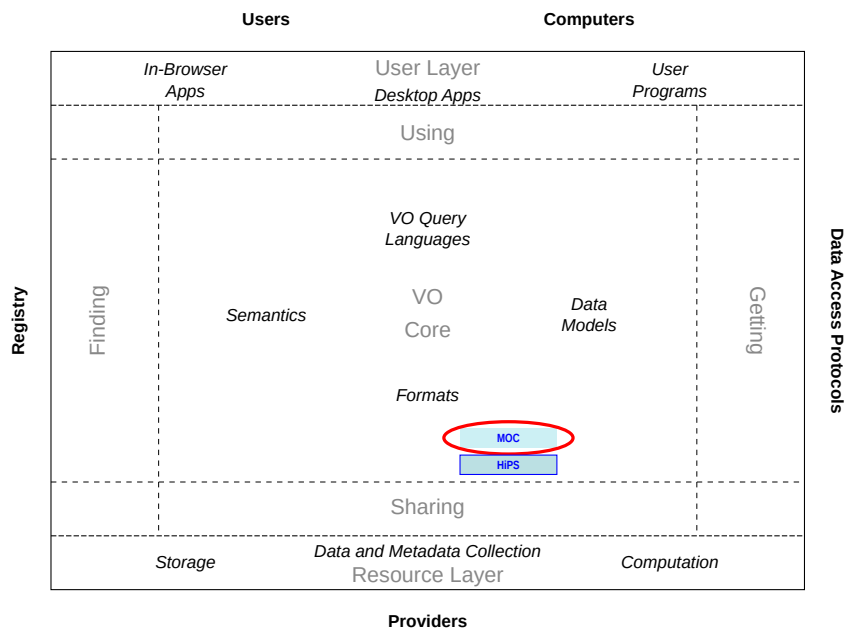 Users
Computers
In-Browser
Apps
User Layer
Desktop Apps
User
Programs
Using
VO Query
Languages
Registry
Finding
Semantics
VO
Core
Data
Models
Getting
Data Access Protocols
Formats
MOC
HiPS
Sharing
Storage
Data and Metadata Collection
Resource Layer
Computation
Providers